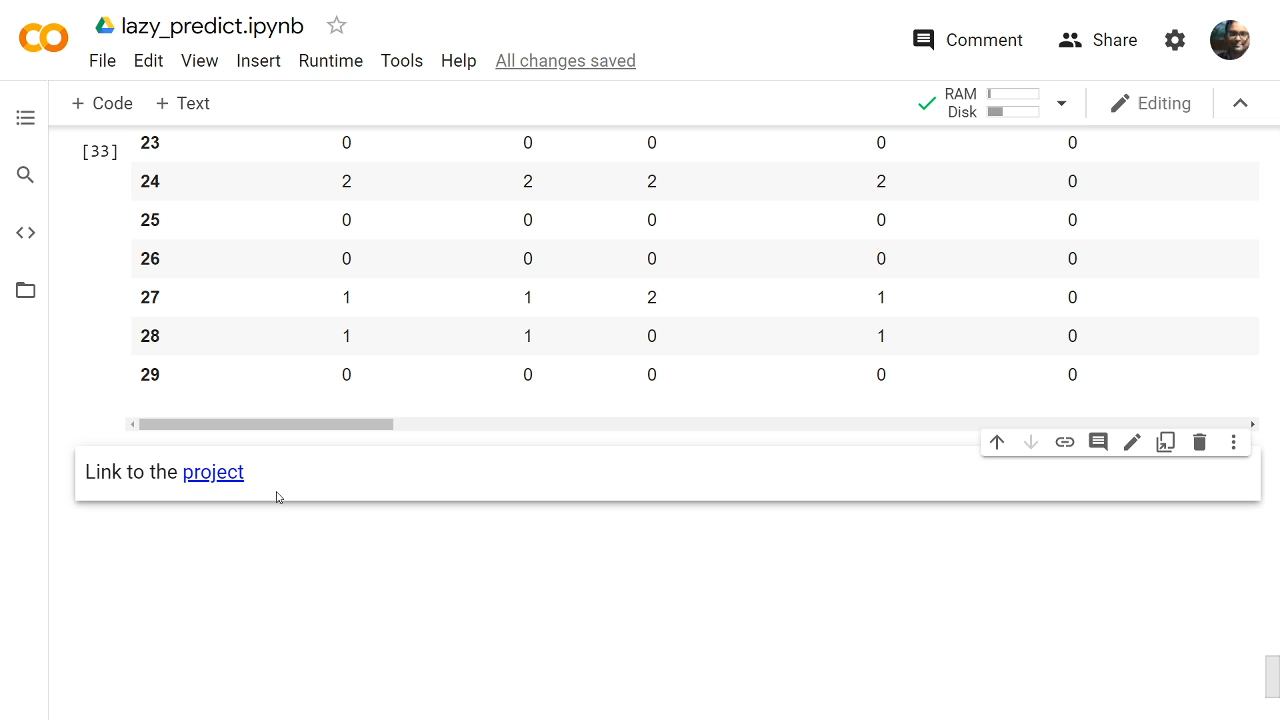 lazy_predict.ipynb
File Edit View Insert Runtime Tools Help All changes saved
Comment Share
+ Code + Text
RAM
Disk
Editing
[33]
23 0 0 0 0 0
24 2 2 2 2 0
25 0 0 0 0 0
26 0 0 0 0 0
27 1 1 2 1 0
28 1 1 0 1 0
29 0 0 0 0 0
Link to the project